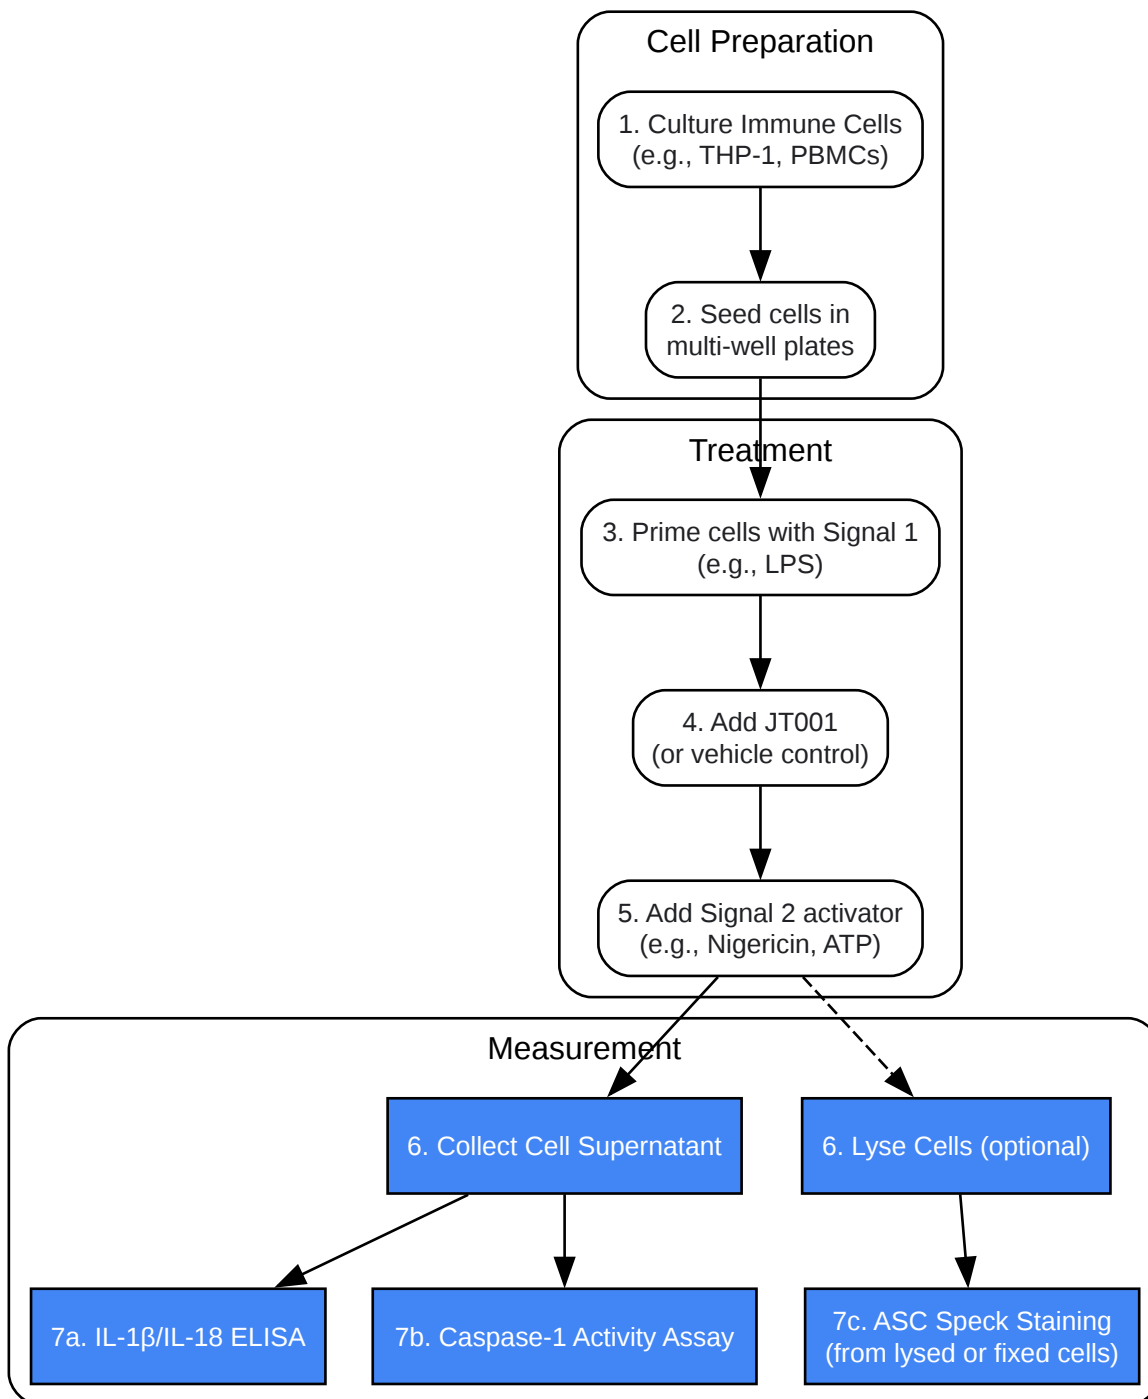 Cell Preparation
1. Culture Immune Cells
(e.g., THP-1, PBMCs)
2. Seed cells in
multi-well plates
Treatment
3. Prime cells with Signal 1
(e.g., LPS)
4. Add JT001
(or vehicle control)
5. Add Signal 2 activator
(e.g., Nigericin, ATP)
Measurement
6. Collect Cell Supernatant
6. Lyse Cells (optional)
7a. IL-1β/IL-18 ELISA
7b. Caspase-1 Activity Assay
7c. ASC Speck Staining
(from lysed or fixed cells)